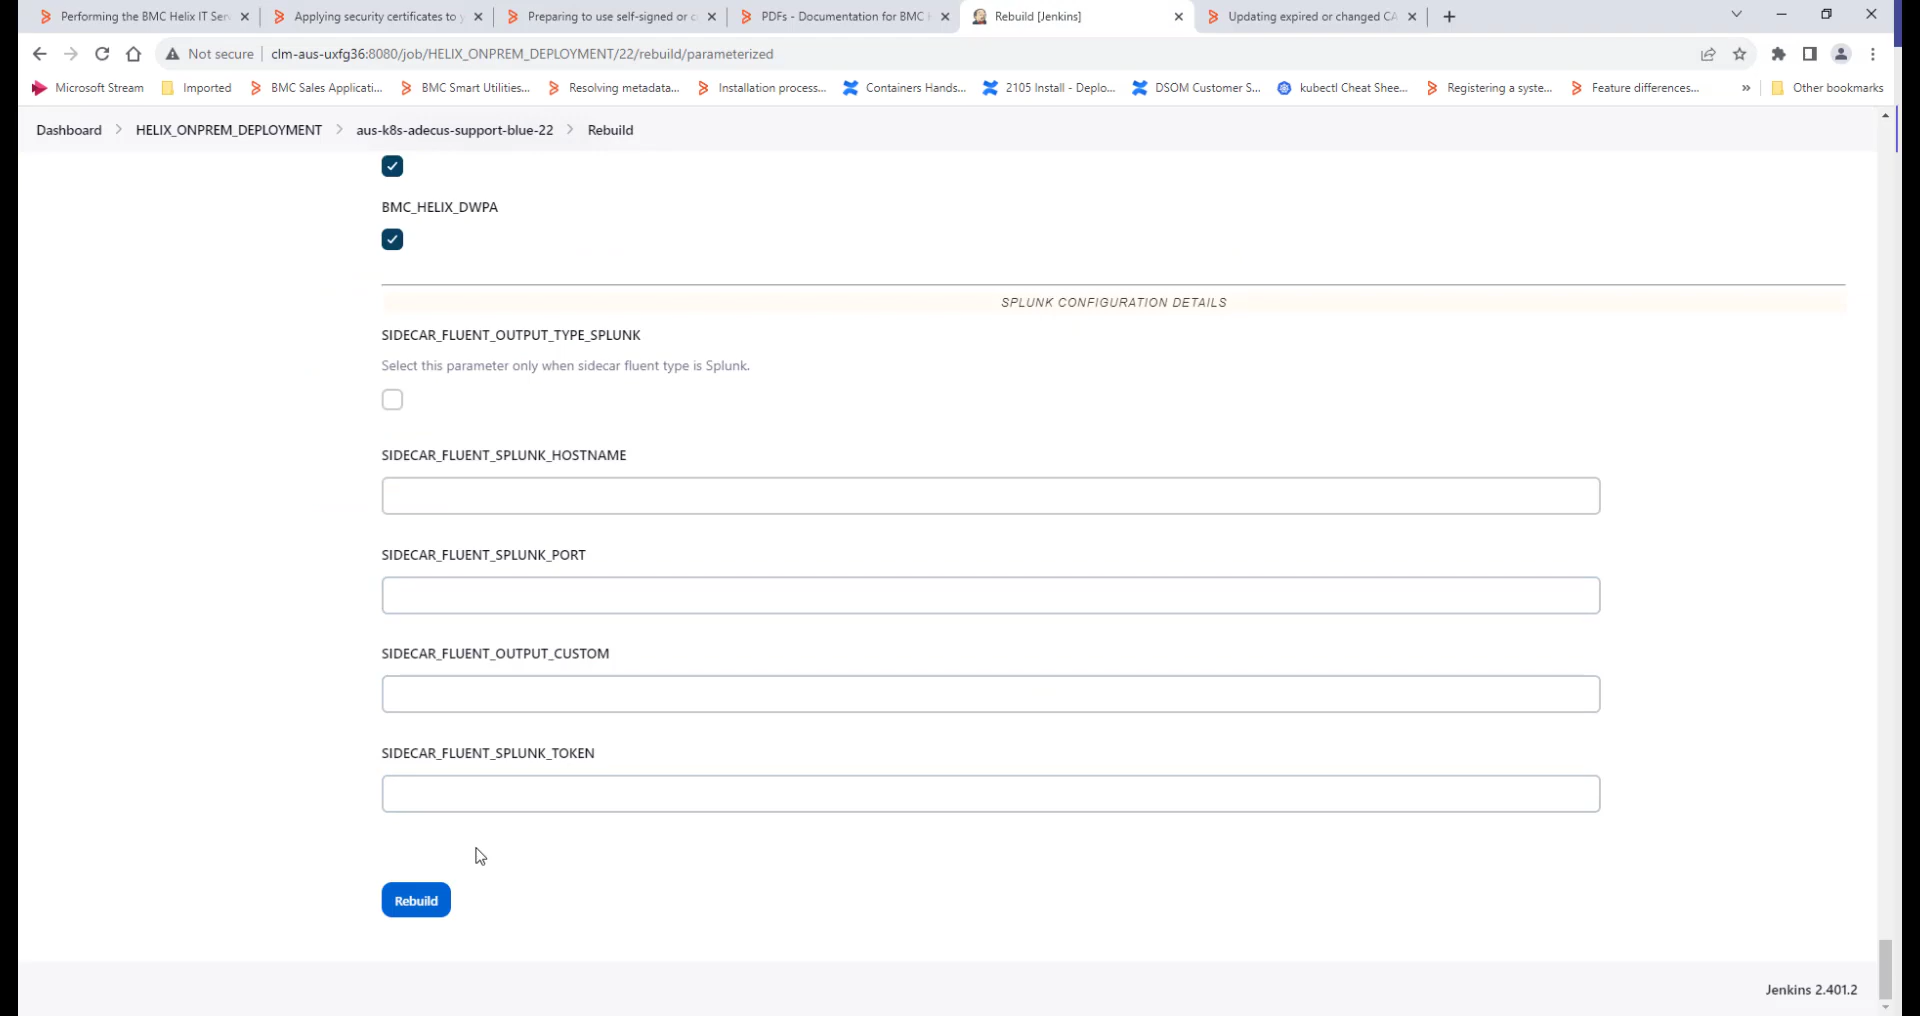 Performing the BMC Helix IT Serv
Applying security certificates to y
Preparing to use self-signed or c
PDFs - Documentation for BMC
Rebuild [Jenkins]
Updating expired or changed CA
Not secure
clm-aus-uxfg36:8080/job/HELIX_ONPREM_DEPLOYMENT/22/rebuild/parameterized
Microsoft Stream
Imported
BMC Sales Applicati...
BMC Smart Utilities...
Resolving metadata...
Installation process...
Containers Hands...
2105 Install - Deplo...
DSOM Customer S...
kubectl Cheat Shee...
Registering a syste...
Feature differences...
»
Other bookmarks
Dashboard
HELIX_ONPREM_DEPLOYMENT
aus-k8s-adecus-support-blue-22
Rebuild
BMC_HELIX_DWPA
SPLUNK CONFIGURATION DETAILS
SIDECAR_FLUENT_OUTPUT_TYPE_SPLUNK
Select this parameter only when sidecar fluent type is Splunk.
SIDECAR_FLUENT_SPLUNK_HOSTNAME
SIDECAR_FLUENT_SPLUNK_PORT
SIDECAR_FLUENT_OUTPUT_CUSTOM
SIDECAR_FLUENT_SPLUNK_TOKEN
Rebuild
Jenkins 2.401.2